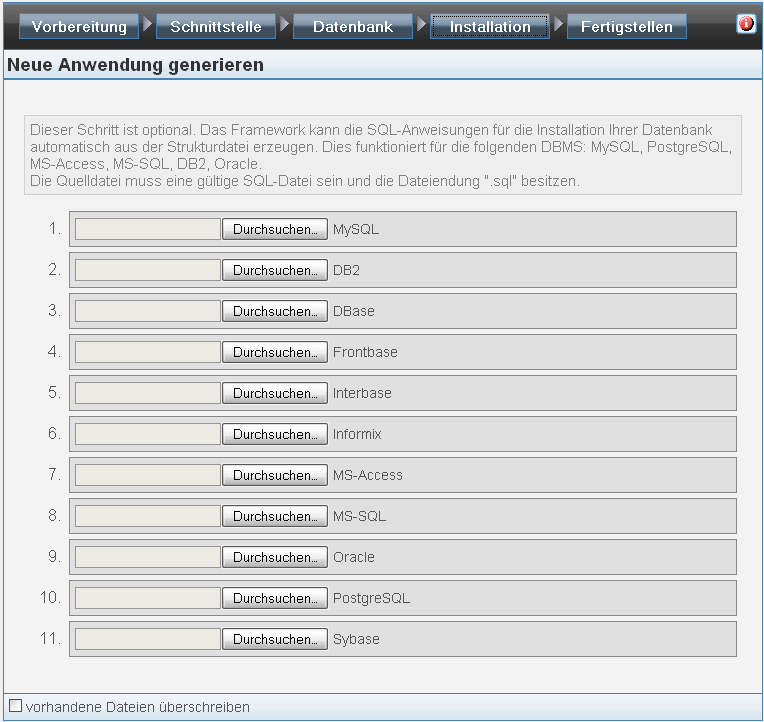 Vorbereitung Schnittstelle Datenbank Installation Fertigstellen
Neue Anwendung generieren
Dieser Schritt ist optional. Das Framework kann die SQL-Anweisungen für die Installation Ihrer Datenbank
automatisch aus der Strukturdatei erzeugen. Dies funktioniert für die folgenden DBMS: MySQL, PostgreSQL,
MS-Access, MS-SQL, DB2, Oracle.
Die Quelldatei muss eine gültige SQL-Datei sein und die Dateiendung ".sql" besitzen.
1. Durchsuchen... MySQL
2. Durchsuchen... DB2
3. Durchsuchen... DBase
4. Durchsuchen... Frontbase
5. Durchsuchen... Interbase
6. Durchsuchen... Informix
7. Durchsuchen... MS-Access
8. Durchsuchen... MS-SQL
9. Durchsuchen... Oracle
10. Durchsuchen... PostgreSQL
11. Durchsuchen... Sybase
vorhandene Dateien überschreiben